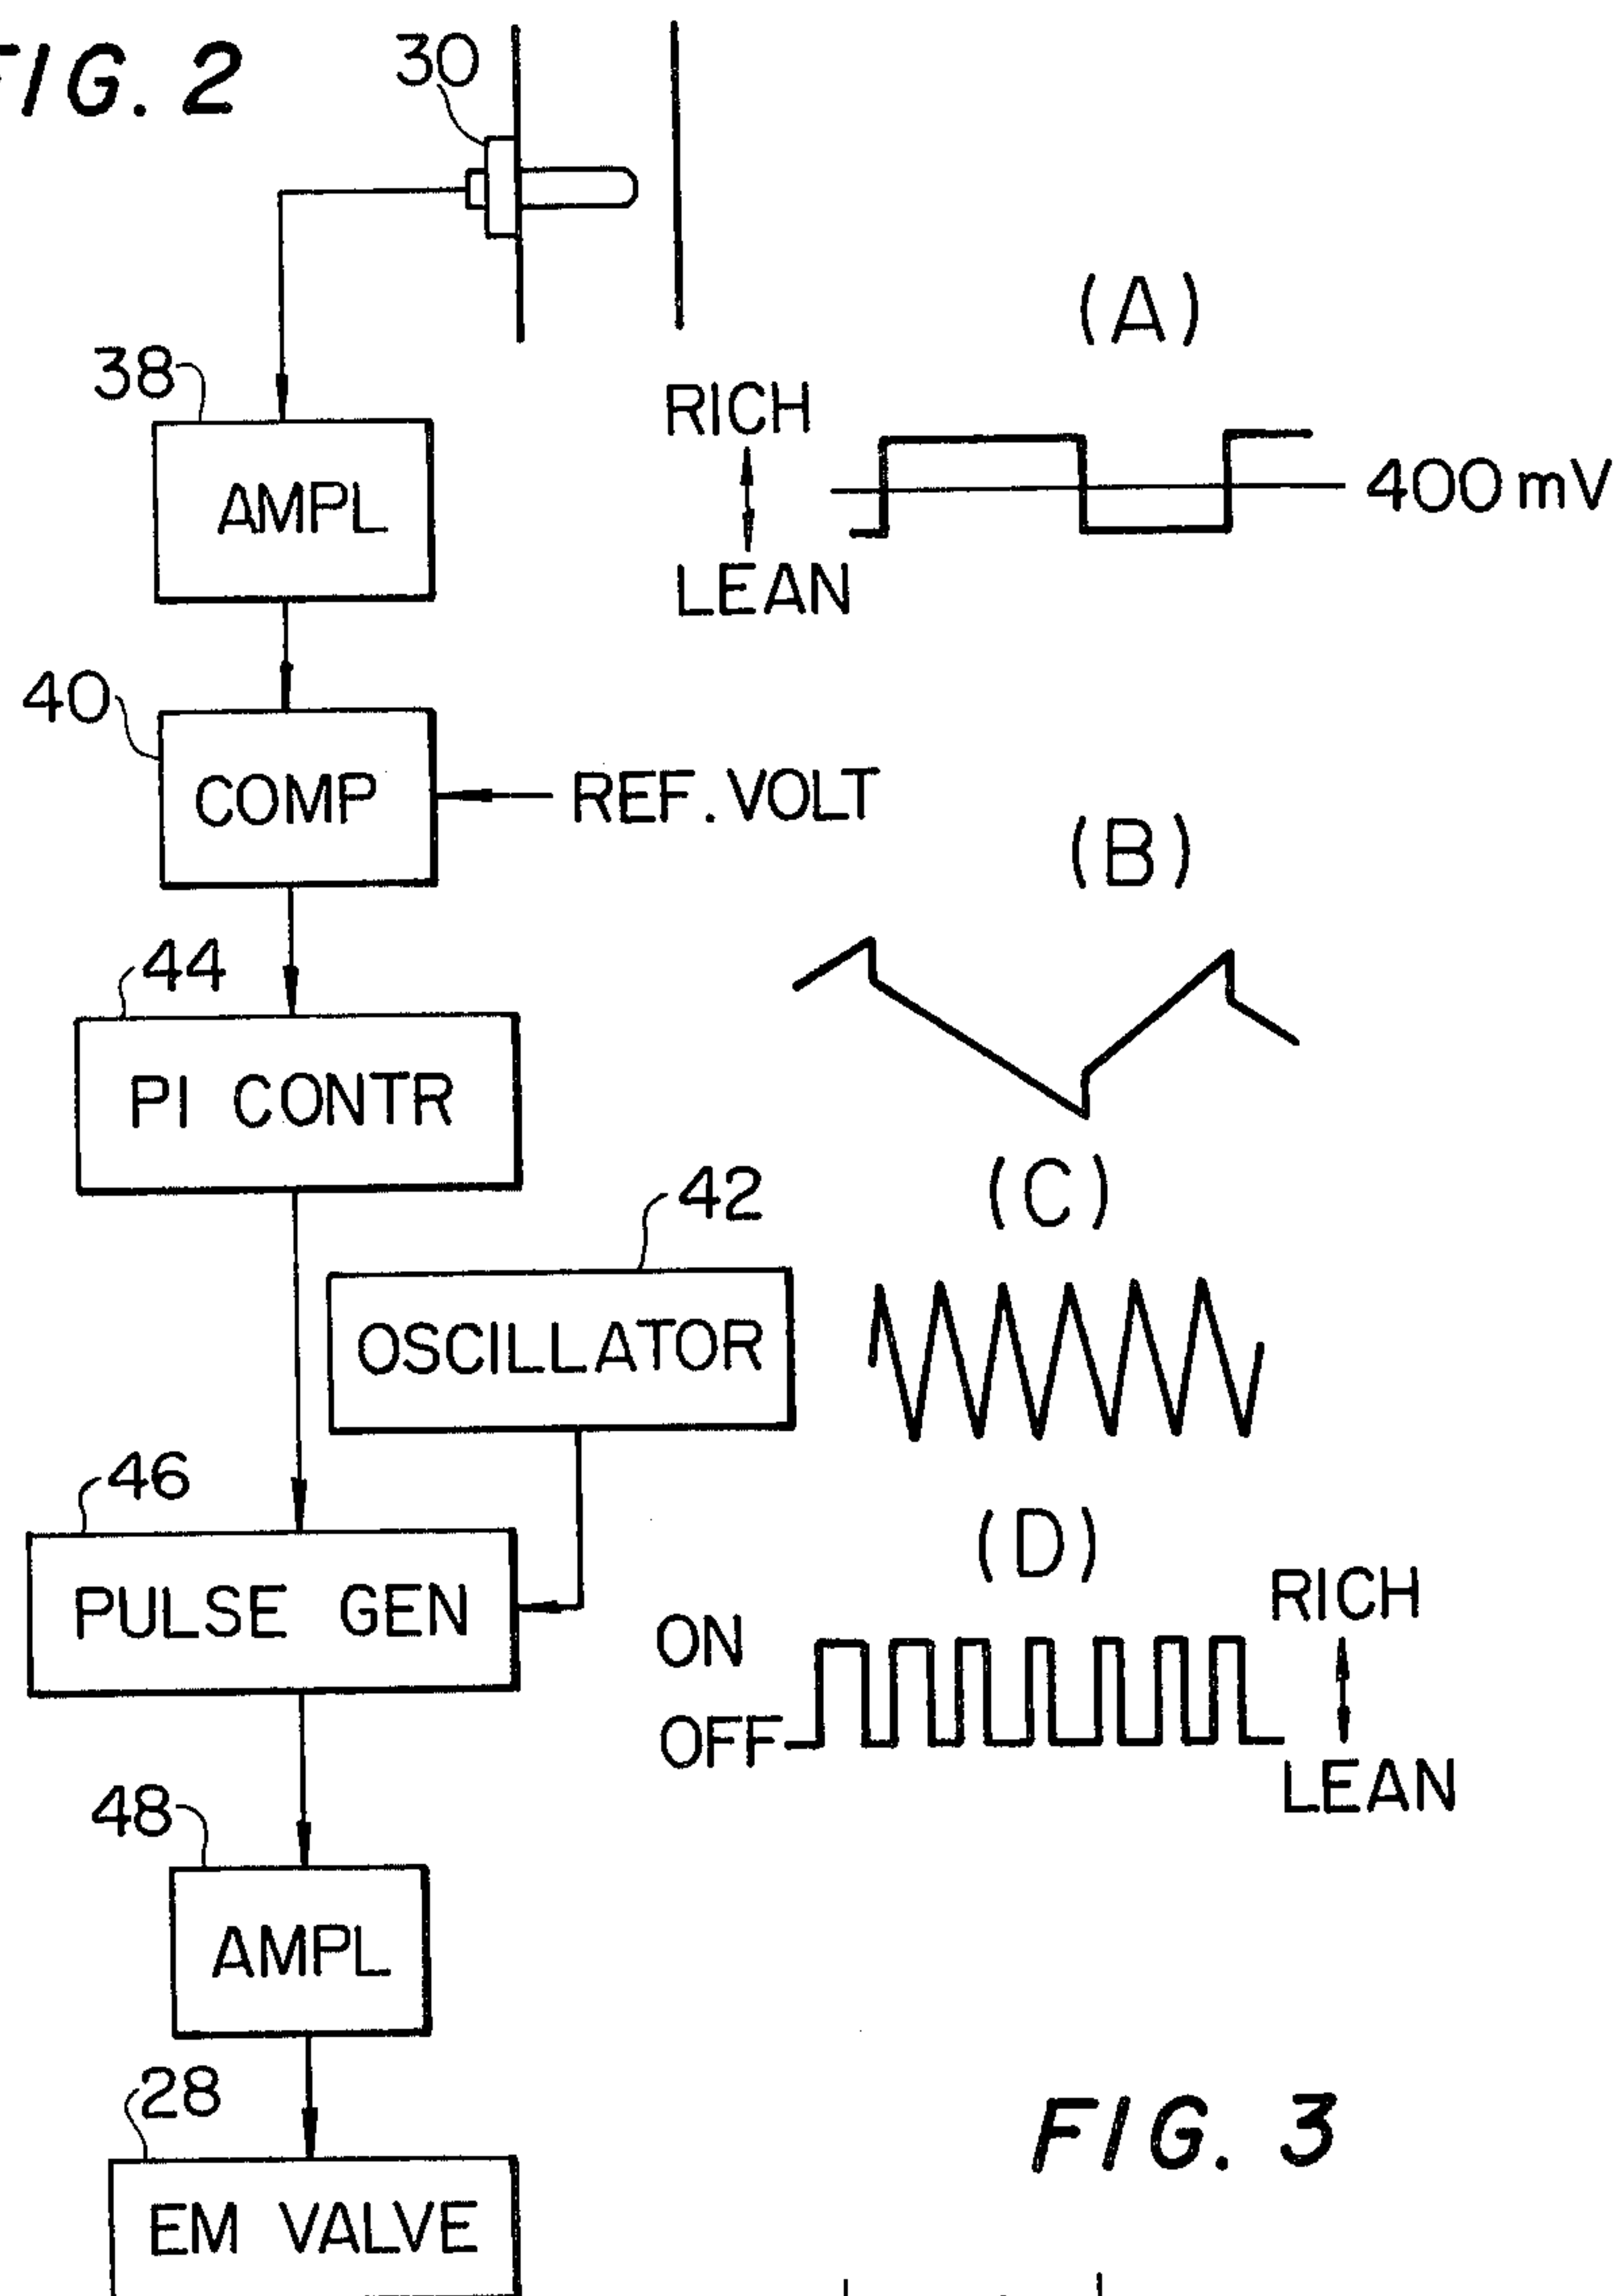 FIG. 2
30
(A)
38
RICH
AMPL
400 mV
LEAN
40
COMP
REF. VOLT
(B)
44
PI CONTR
42
(C)
OSCILLATOR
46
(D)
RICH
PULSE GEN
ON
OFF
LEAN
48
AMPL
28
FIG. 3
EM VALVE